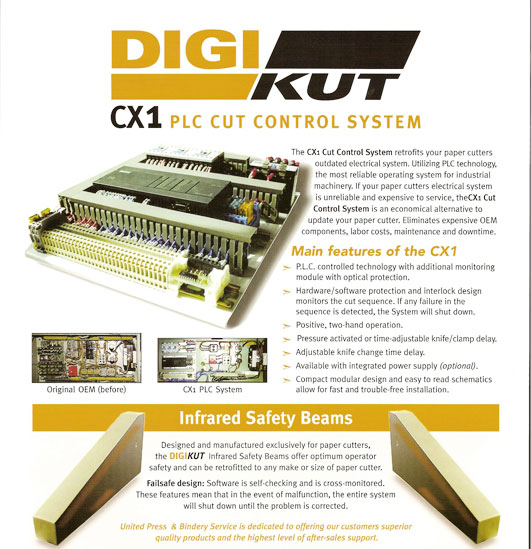 DIGI
KUT
CX1 PLC CUT CONTROL SYSTEM
The CX1 Cut Control System retrofits your paper cutters
outdated electrical system. Utilizing PLC technology,
the most reliable operating system for industrial
machinery. If your paper cutters electrical system
is unreliable and expensive to service, theCX1 Cut
Control System is an economical alternative to
update your paper cutter. Eliminates expensive OEM
components, labor costs, maintenance and downtime.
Main features of the CX1
P.L.C. controlled technology with additional monitoring
module with optical protection.
Hardware/software protection and interlock design
monitors the cut sequence. If any failure in the
sequence is detected, the System will shut down.
Positive, two-hand operation.
Pressure activated or time-adjustable knife/clamp delay.
Adjustable knife change time delay.
Available with integrated power supply (optional).
Compact modular design and easy to read schematics
allow for fast and trouble-free installation.
Original OEM (before)
CX1 PLC System
Infrared Safety Beams
Designed and manufactured exclusively for paper cutters,
the DIGIKUT Infrared Safety Beams offer optimum operator
safety and can be retrofitted to any make or size of paper cutter.
Failsafe design: Software is self-checking and is cross-monitored.
These features mean that in the event of malfunction, the entire system
will shut down until the problem is corrected.
United Press & Bindery Service is dedicated to offering our customers superior
quality products and the highest level of after-sales support.